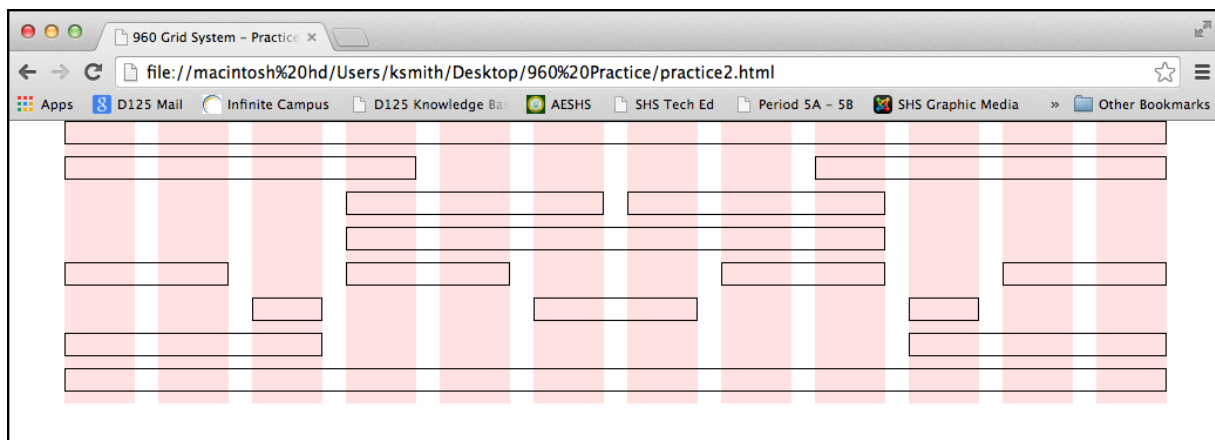 960 Grid System – Practice
file://macintosh%20hd/Users/ksmith/Desktop/960%20Practice/practice2.html
Apps D125 Mail Infinite Campus D125 Knowledge Bas AESHS SHS Tech Ed Period 5A – 5B SHS Graphic Media » Other Bookmarks